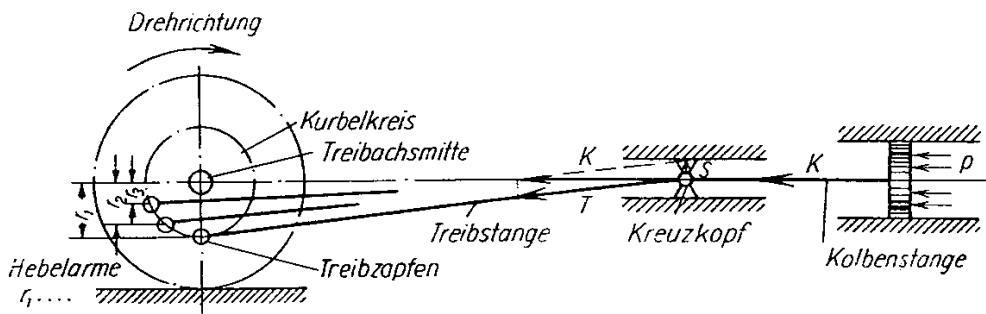 Drehrichtung
Kurbelkreis
Treibachsmitte
K
S
K
p
r₁
r₂
r₃
T
Treibstange
Kreuzkopf
Kolbenstange
Hebelarme
r₁ ....
Treibzapfen